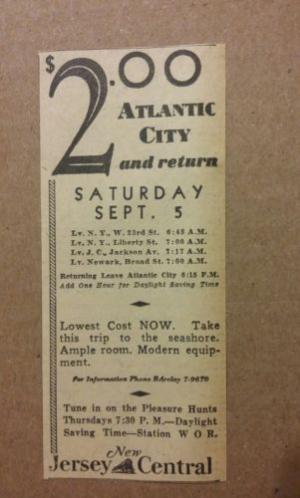 $2.00
ATLANTIC
CITY
and return
SATURDAY
SEPT. 5
Lv. N. Y., W. 23rd St. 6:45 A.M.
Lv. N. Y., Liberty St. 7:00 A.M.
Lv. J. C., Jackson Av. 7:17 A.M.
Lv. Newark, Broad St. 7:00 A.M.
Returning Leave Atlantic City 6:15 P.M.
Add One Hour for Daylight Saving Time
Lowest Cost NOW. Take
this trip to the seashore.
Ample room. Modern equip-
ment.
For Information Phone BArclay 7-9670
Tune in on the Pleasure Hunts
Thursdays 7:30 P. M.—Daylight
Saving Time—Station W O R.
New
Jersey Central